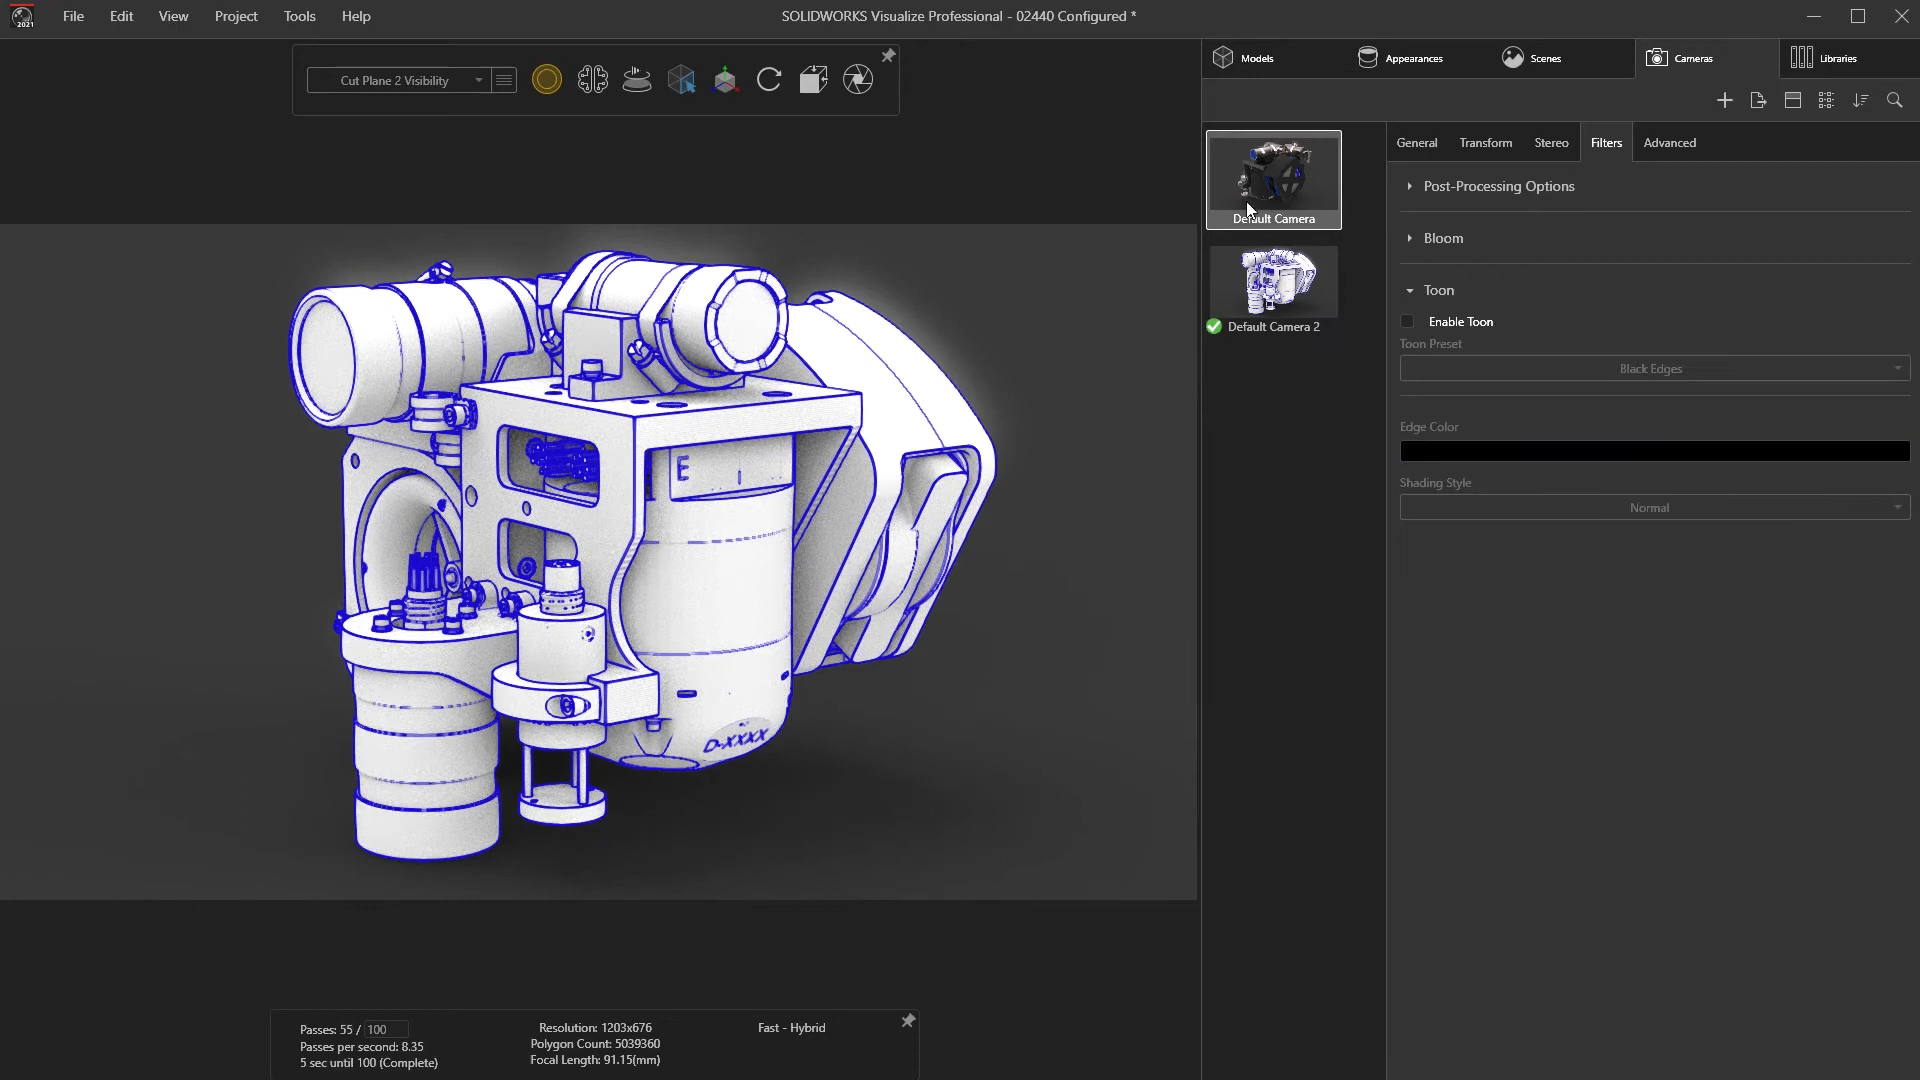 2021
File Edit View Project Tools Help
SOLIDWORKS Visualize Professional - 02440 Configured *
Cut Plane 2 Visibility
Models
Appearances
Scenes
Cameras
Libraries
General Transform Stereo Filters Advanced
Default Camera
Default Camera 2
Post-Processing Options
Bloom
Toon
Enable Toon
Toon Preset
Black Edges
Edge Color
Shading Style
Normal
E
D-XXXX
Passes: 55 / 100
Passes per second: 8.35
5 sec until 100 (Complete)
Resolution: 1203x676
Polygon Count: 5039360
Focal Length: 91.15(mm)
Fast - Hybrid